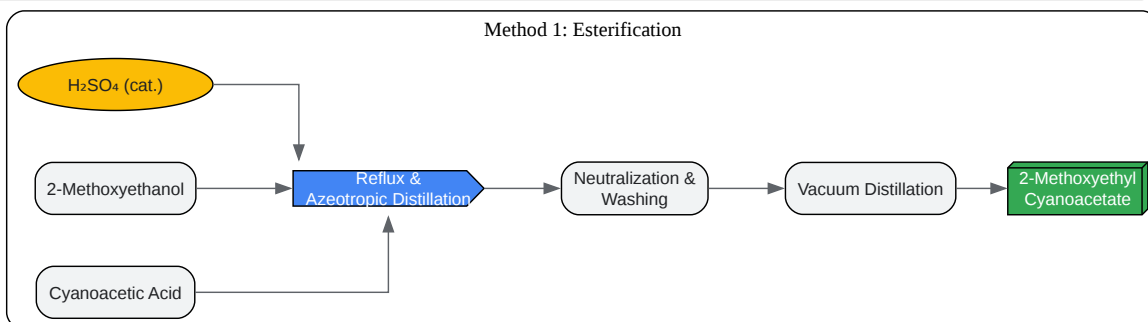 Method 1: Esterification
H₂SO₄ (cat.)
2-Methoxyethanol
Reflux &
Azeotropic Distillation
Neutralization &
Washing
Vacuum Distillation
2-Methoxyethyl
Cyanoacetate
Cyanoacetic Acid